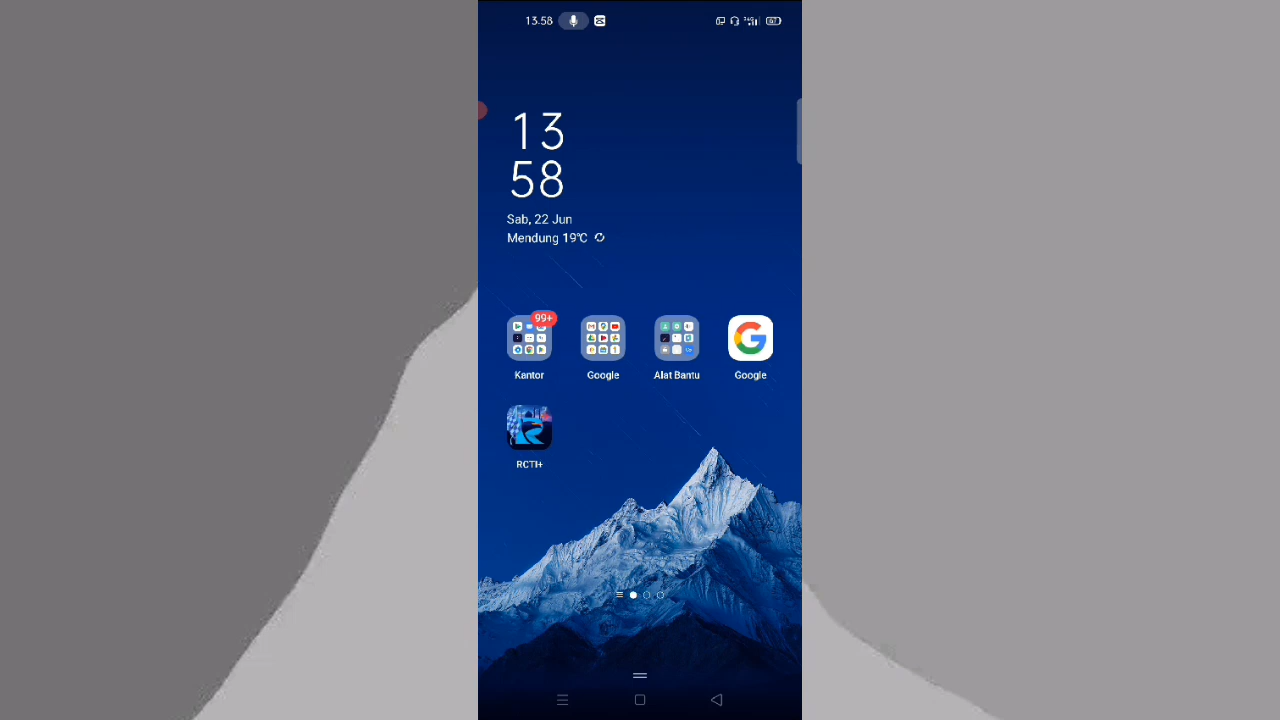 13.58
13
58
Sab, 22 Jun
Mendung 19°C
99+
Kantor
Google
Alat Bantu
Google
RCTI+